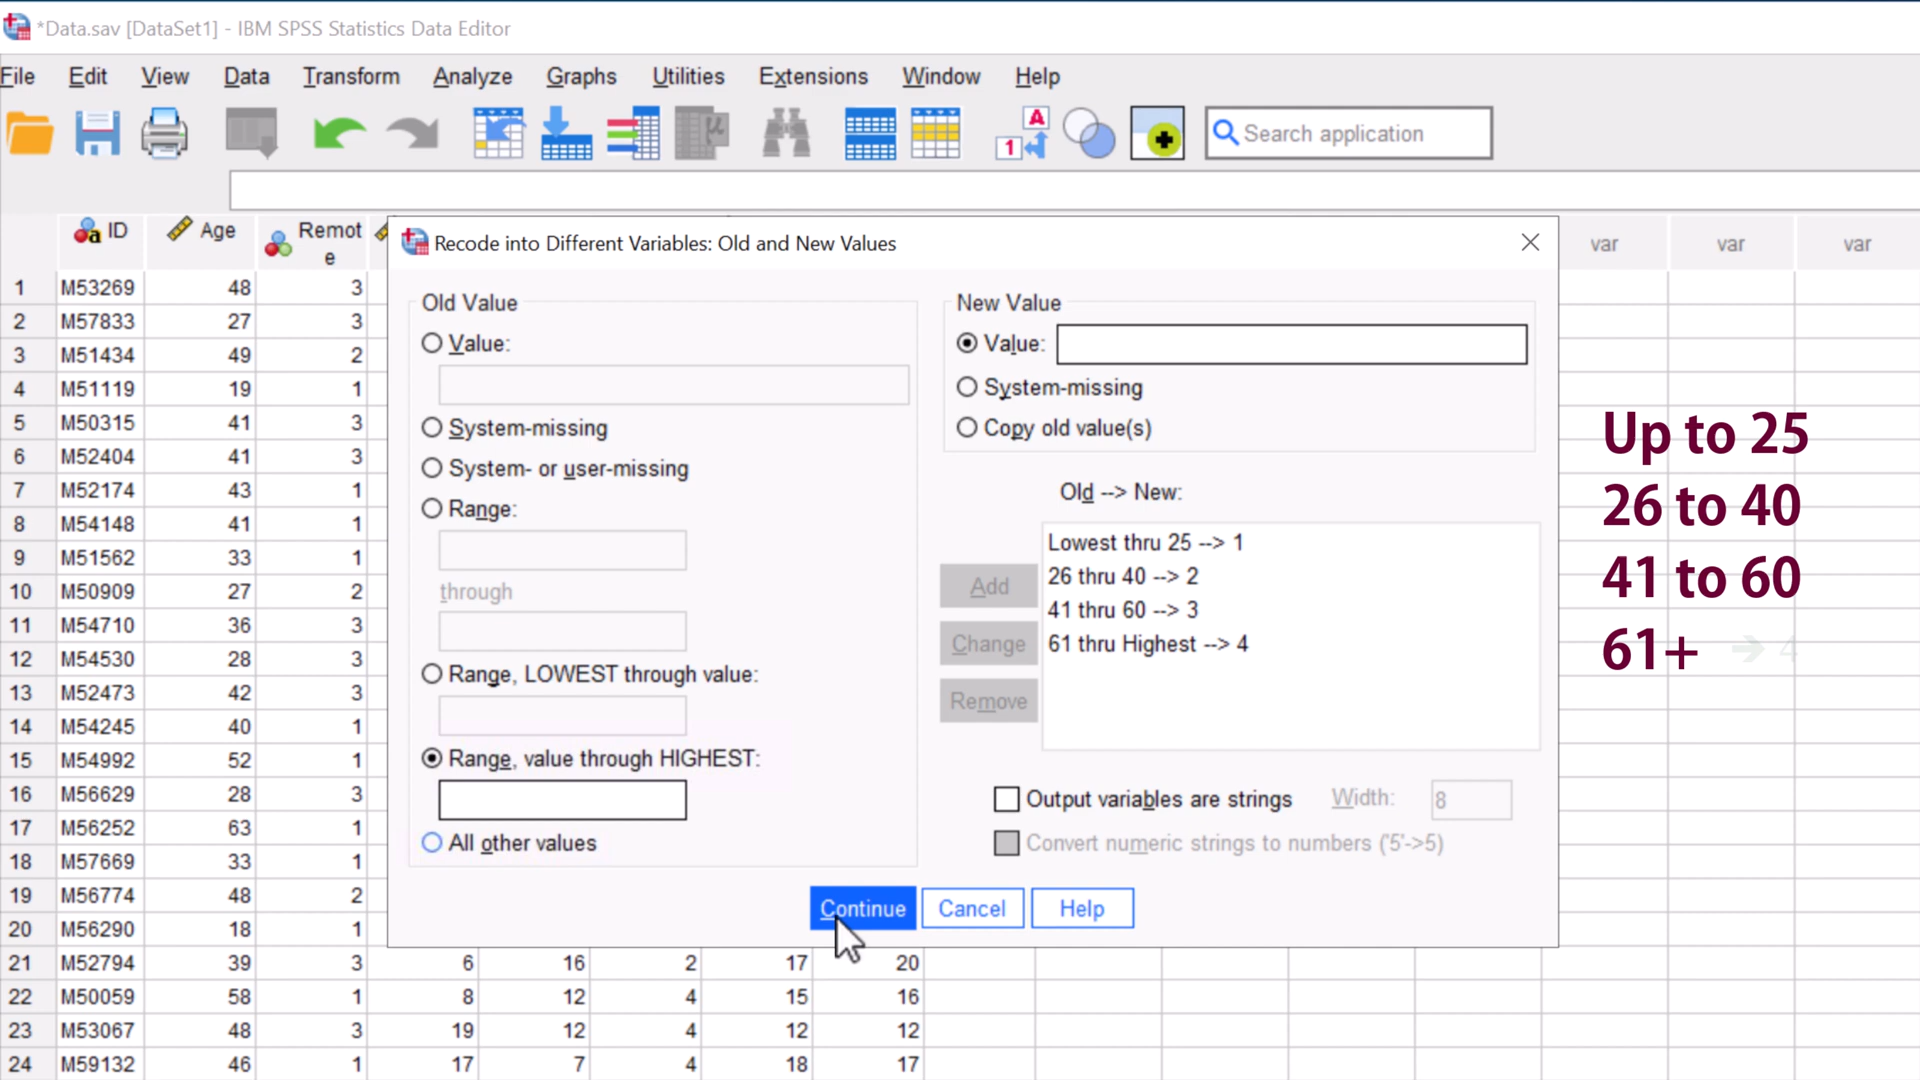 *Data.sav [DataSet1] - IBM SPSS Statistics Data Editor
File Edit View Data Transform Analyze Graphs Utilities Extensions Window Help
Search application
ID Age Remot
e
var var var
Recode into Different Variables: Old and New Values
Old Value
Value:
System-missing
System- or user-missing
Range:
through
Range, LOWEST through value:
Range, value through HIGHEST:
All other values
New Value
Value:
System-missing
Copy old value(s)
Old --> New:
Add
Change
Remove
Lowest thru 25 --> 1
26 thru 40 --> 2
41 thru 60 --> 3
61 thru Highest --> 4
Output variables are strings Width: 8
Convert numeric strings to numbers ('5'->5)
Continue Cancel Help
Up to 25
26 to 40
41 to 60
61+ ➔ 4
1 M53269 48 3
2 M57833 27 3
3 M51434 49 2
4 M51119 19 1
5 M50315 41 3
6 M52404 41 3
7 M52174 43 1
8 M54148 41 1
9 M51562 33 1
10 M50909 27 2
11 M54710 36 3
12 M54530 28 3
13 M52473 42 3
14 M54245 40 1
15 M54992 52 1
16 M56629 28 3
17 M56252 63 1
18 M57669 33 1
19 M56774 48 2
20 M56290 18 1
21 M52794 39 3 6 16 2 17 20
22 M50059 58 1 8 12 4 15 16
23 M53067 48 3 19 12 4 12 12
24 M59132 46 1 17 7 4 18 17